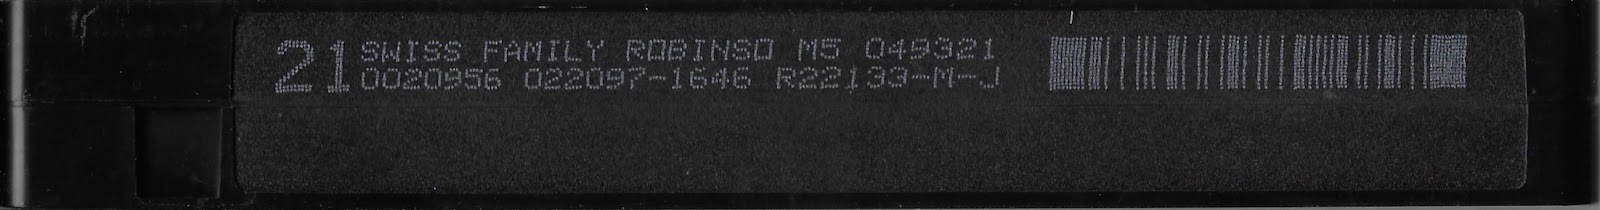 21 SWISS FAMILY ROBINSO M5 049321
0020956 022097-1646 R22133-M-J